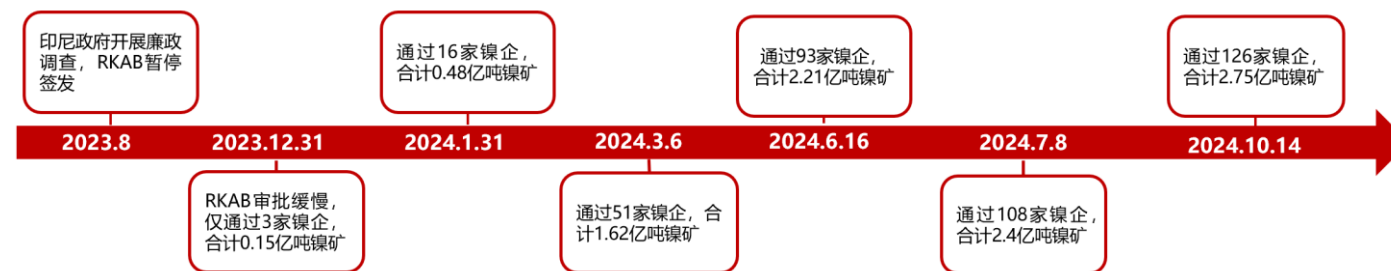 印尼政府开展廉政
调查，RKAB暂停
签发
通过16家镍企，
合计0.48亿吨镍矿
通过93家镍企，
合计2.21亿吨镍矿
通过126家镍企，
合计2.75亿吨镍矿
2023.8
2023.12.31
2024.1.31
2024.3.6
2024.6.16
2024.7.8
2024.10.14
RKAB审批缓慢，
仅通过3家镍企，
合计0.15亿吨镍矿
通过51家镍企，合
计1.62亿吨镍矿
通过108家镍企，
合计2.4亿吨镍矿